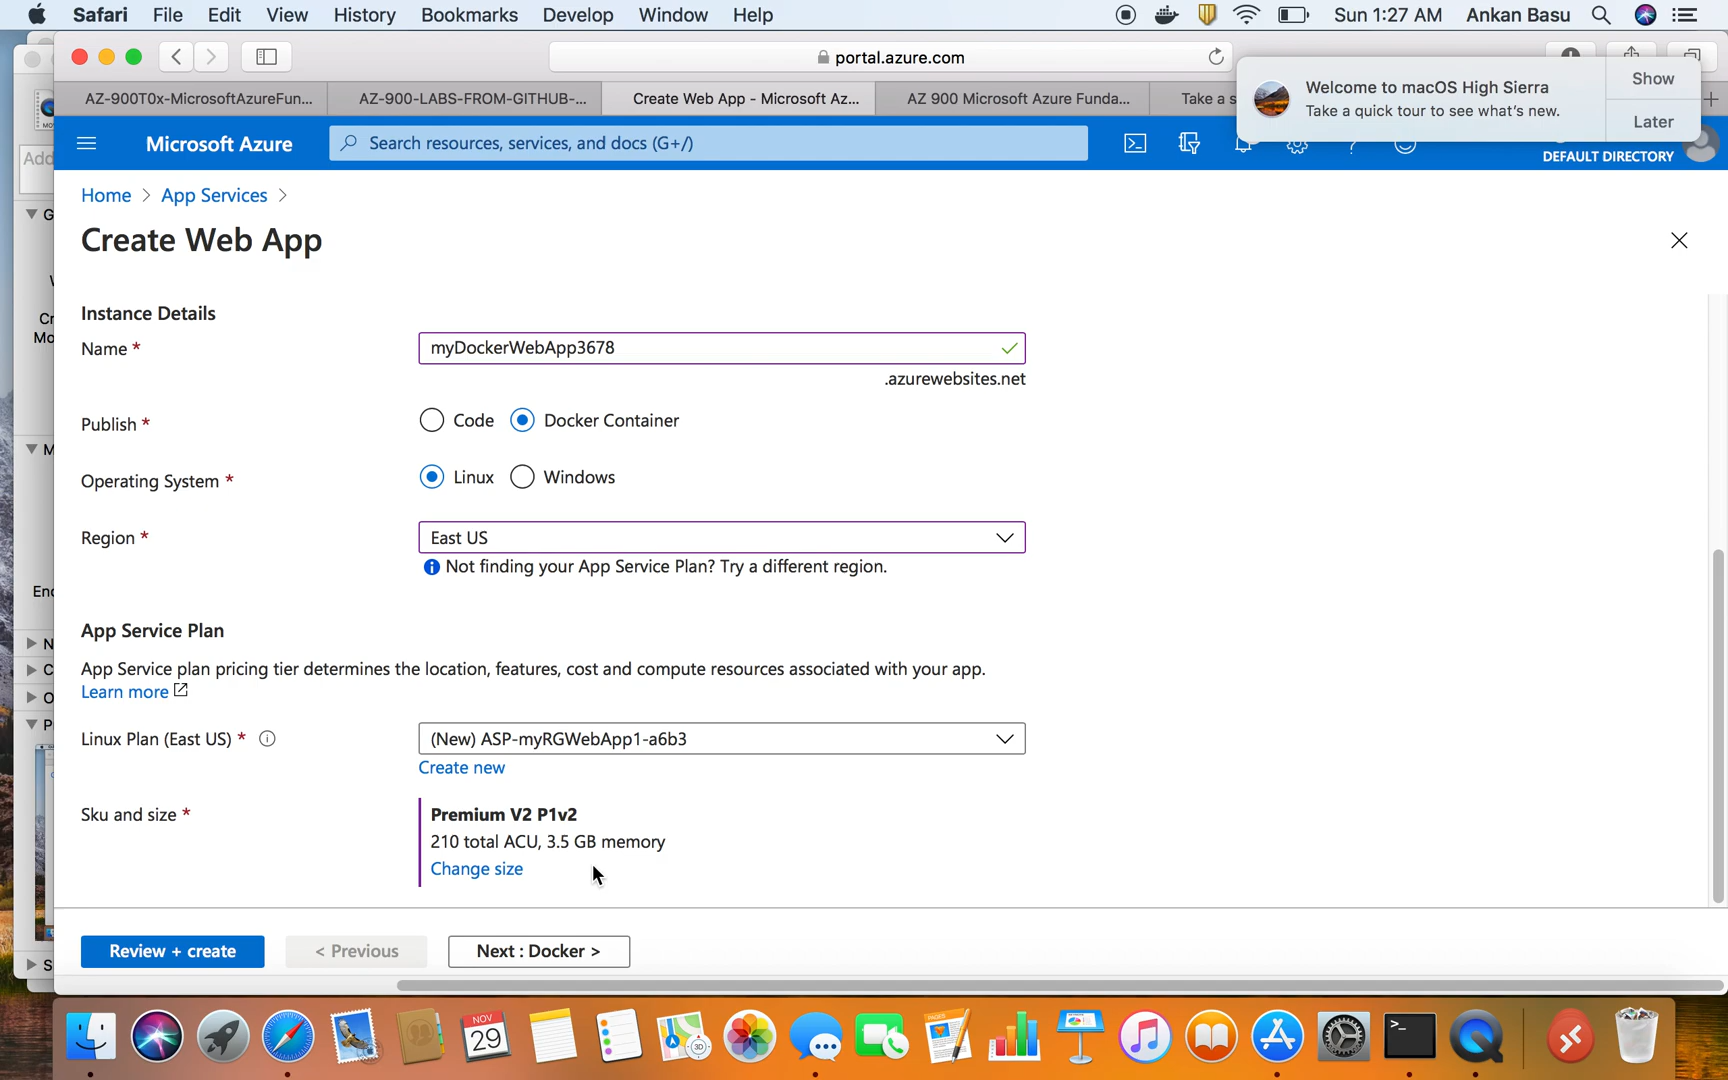 Safari File Edit View History Bookmarks Develop Window Help
Sun 1:27 AM Ankan Basu
portal.azure.com
AZ-900T0x-MicrosoftAzureFun...
AZ-900-LABS-FROM-GITHUB-...
Create Web App - Microsoft Az...
AZ 900 Microsoft Azure Funda...
Take a s
Welcome to macOS High Sierra
Take a quick tour to see what's new.
Show
Later
Microsoft Azure
Search resources, services, and docs (G+/)
DEFAULT DIRECTORY
Add
Home > App Services >
Create Web App
Instance Details
Name *
myDockerWebApp3678
.azurewebsites.net
Publish *
Code Docker Container
Operating System *
Linux Windows
Region *
East US
Not finding your App Service Plan? Try a different region.
App Service Plan
App Service plan pricing tier determines the location, features, cost and compute resources associated with your app.
Learn more
Linux Plan (East US) *
(New) ASP-myRGWebApp1-a6b3
Create new
Sku and size *
Premium V2 P1v2
210 total ACU, 3.5 GB memory
Change size
Review + create
< Previous
Next : Docker >
NOV
29
PAGES